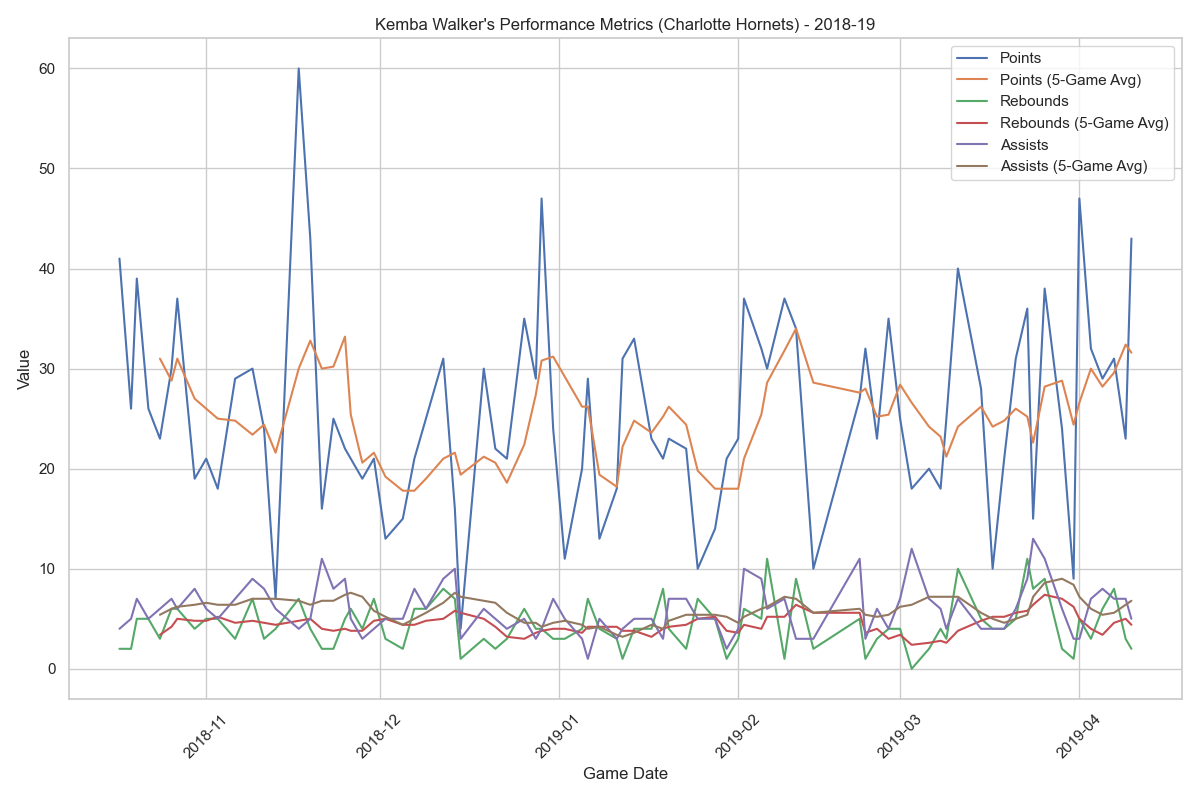 Kemba Walker's Performance Metrics (Charlotte Hornets) - 2018-19
Points
Points (5-Game Avg)
Rebounds
Rebounds (5-Game Avg)
Assists
Assists (5-Game Avg)
Value
60
50
40
30
20
10
0
2018-11
2018-12
2019-01
2019-02
2019-03
2019-04
Game Date